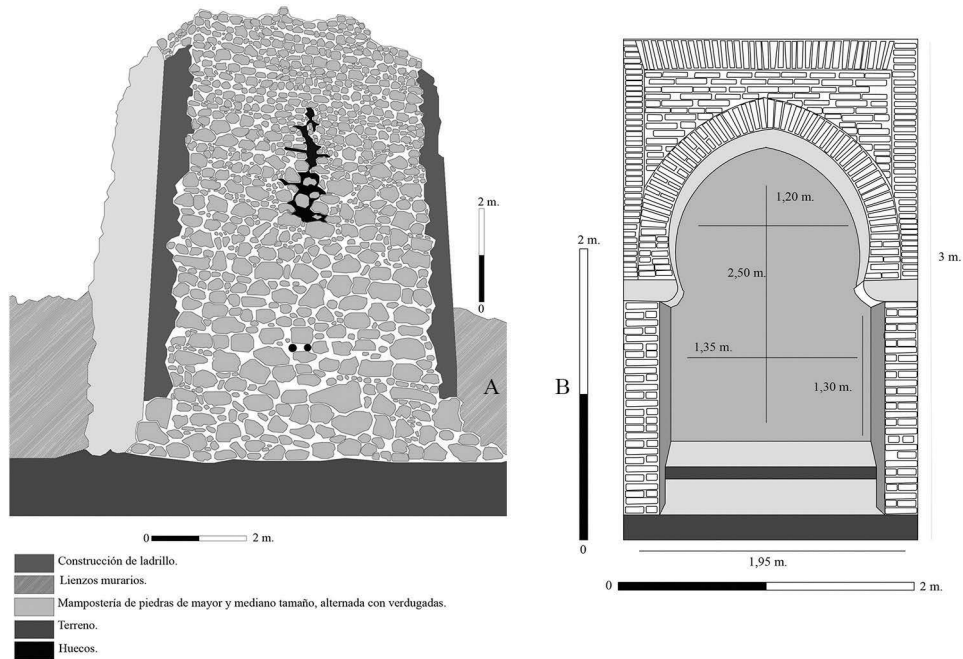 2 m.
0
A
0 2 m.
Construcción de ladrillo.
Lienzos murarios.
Mampostería de piedras de mayor y mediano tamaño, alternada con verdugadas.
Terreno.
Huecos.
B
2 m.
0
1,20 m.
2,50 m.
1,35 m.
1,30 m.
3 m.
1,95 m.
0 2 m.